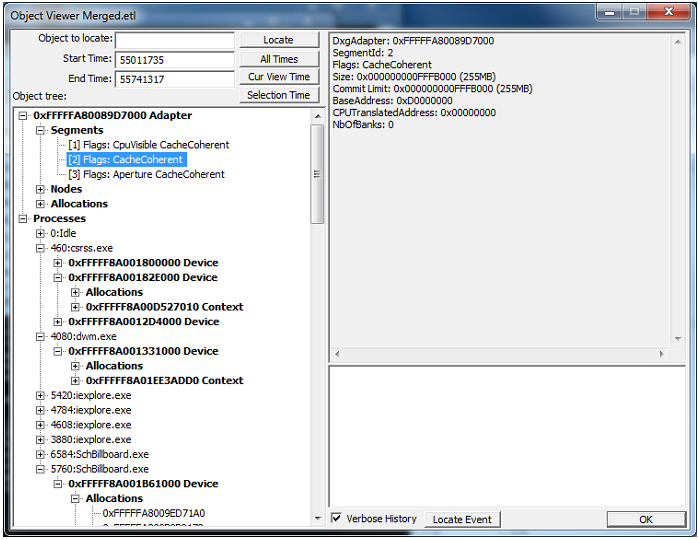 Object Viewer Merged.etl
Object to locate:
Locate
Start Time: 55011735
All Times
End Time: 55741317
Cur View Time
Object tree:
Selection Time
0xFFFFFA80089D7000 Adapter
Segments
[1] Flags: CpuVisible CacheCoherent
[2] Flags: CacheCoherent
[3] Flags: Aperture CacheCoherent
Nodes
Allocations
Processes
0:Idle
460:csrss.exe
0xFFFFF8A001800000 Device
0xFFFFF8A00182E000 Device
Allocations
0xFFFFF8A00D527010 Context
0xFFFFF8A0012D4000 Device
4080:dwm.exe
0xFFFFF8A001331000 Device
Allocations
0xFFFFF8A01EE3ADD0 Context
5420:iexplore.exe
4784:iexplore.exe
4608:iexplore.exe
3880:iexplore.exe
6584:SchBillboard.exe
5760:SchBillboard.exe
0xFFFFF8A001B61000 Device
Allocations
0xFFFFFA8009ED71A0
DxgAdapter: 0xFFFFFA80089D7000
SegmentId: 2
Flags: CacheCoherent
Size: 0x000000000FFFB000 (255MB)
Commit Limit: 0x000000000FFFB000 (255MB)
BaseAddress: 0xD0000000
CPUTranslatedAddress: 0x00000000
NbOfBanks: 0
Verbose History
Locate Event
OK